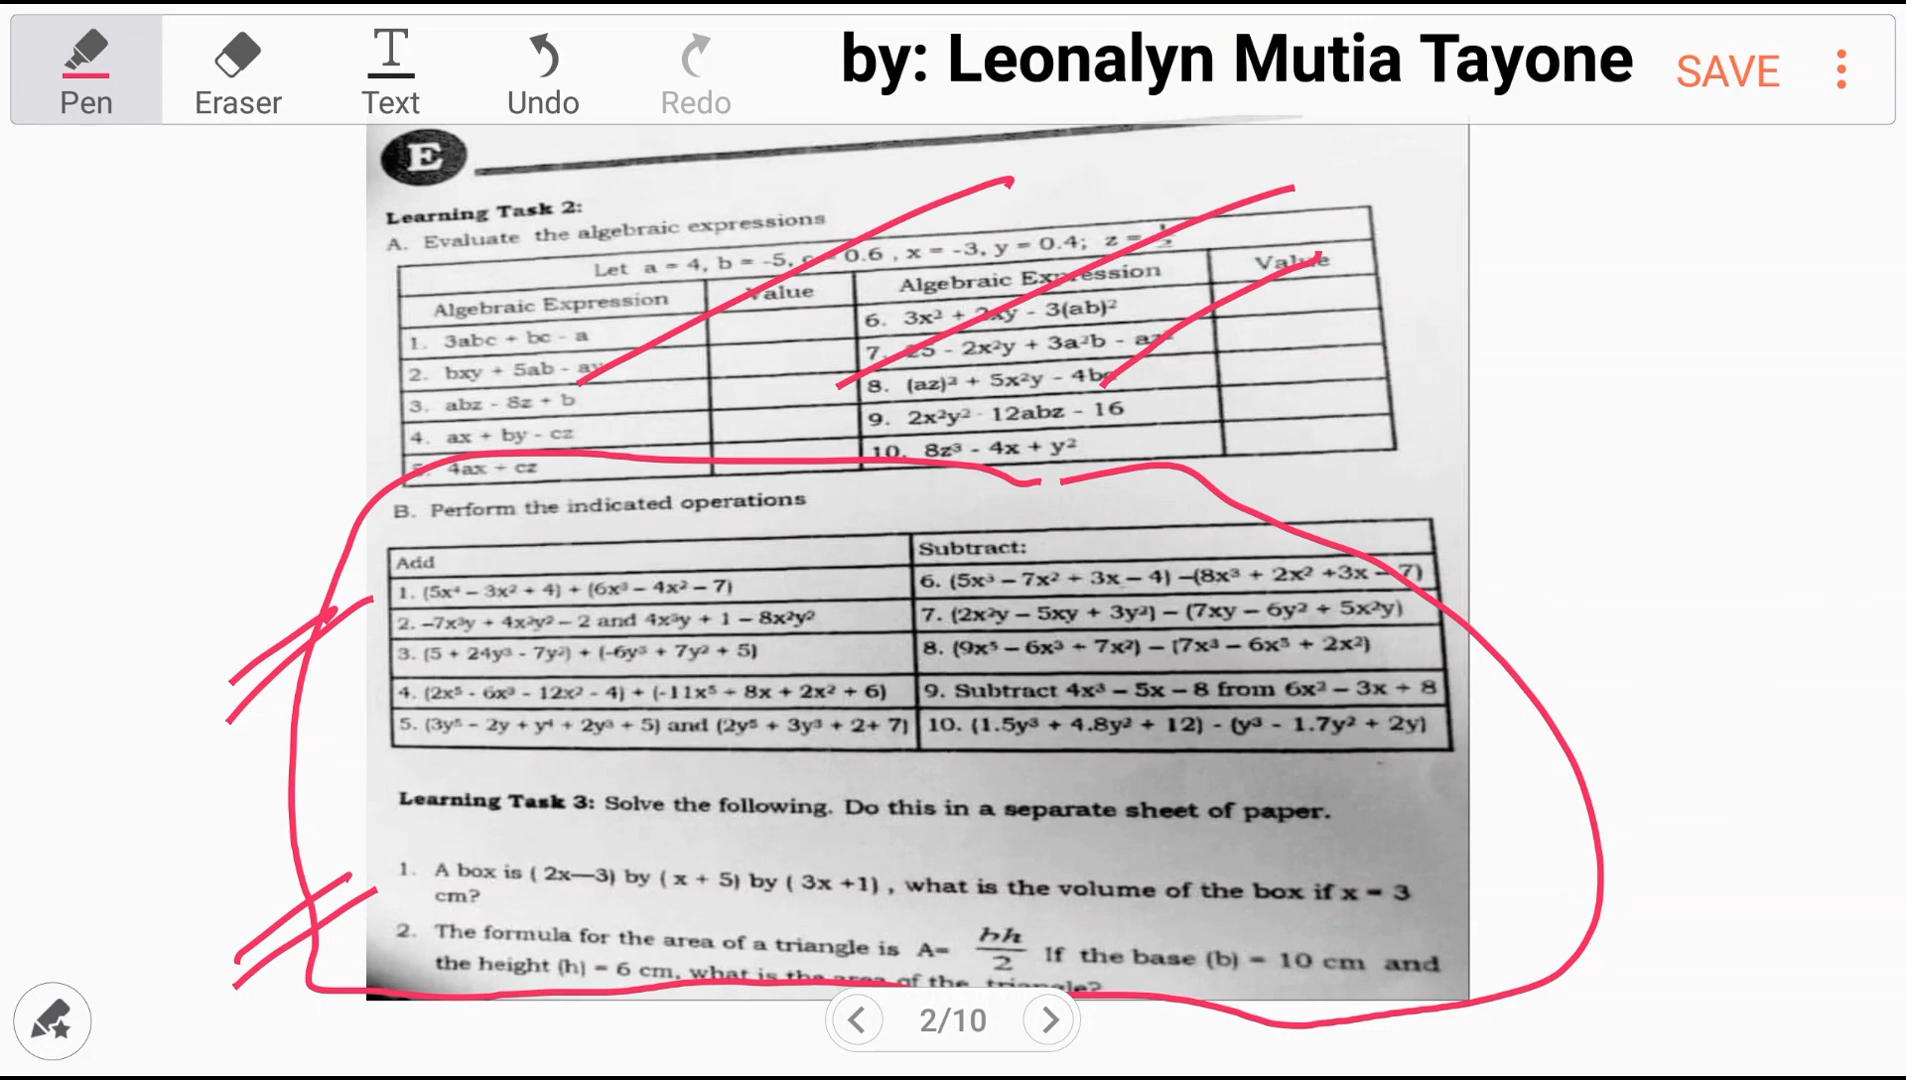 by: Leonalyn Mutia Tayone
SAVE
Pen
Eraser
Text
Undo
Redo
E
Learning Task 2:
A. Evaluate the algebraic expressions
Let a = 4, b = -5, 0.6 , x = -3, y = 0.4; z =
Algebraic Expression Value Algebraic Expression Value
1. 3abc + bc - a
2. bxy + 5ab -
3. abz - 8z + b
4. ax + by - cz
4ax ÷ cz
6. 3x² + 2xy - 3(ab)²
7. 25 - 2x²y + 3a²b -
8. (az)² + 5x²y -
9. 2x²y² - 12abz - 16
10. 8z³ - 4x + y²
B. Perform the indicated operations
Add
1. (5x⁴ – 3x² + 4) + (6x³ – 4x² – 7)
2. –7x³y + 4x²y² – 2 and 4x³y + 1 – 8x²y²
3. (5 + 24y³ - 7y²) + (-6y³ + 7y² + 5)
4. (2x⁵ - 6x³ - 12x² - 4) + (-11x⁵ + 8x + 2x² + 6)
5. (3y⁵ – 2y + y⁴ + 2y³ + 5) and (2y⁵ + 3y³ + 2+ 7)
Subtract:
6. (5x³ – 7x² + 3x – 4) –(8x³ + 2x² +3x – 7)
7. (2x²y – 5xy + 3y²) – (7xy – 6y² + 5x²y)
8. (9x⁵ – 6x³ + 7x²) – (7x³ – 6x⁵ + 2x²)
9. Subtract 4x³ – 5x – 8 from 6x² – 3x + 8
10. (1.5y³ + 4.8y² + 12) - (y³ - 1.7y² + 2y)
Learning Task 3: Solve the following. Do this in a separate sheet of paper.
1. A box is ( 2x—3) by ( x + 5) by ( 3x +1) , what is the volume of the box if x = 3
cm?
2. The formula for the area of a triangle is A= bh/2 If the base (b) = 10 cm and
the height (h) = 6 cm, what is the area of the triangle?
2/10